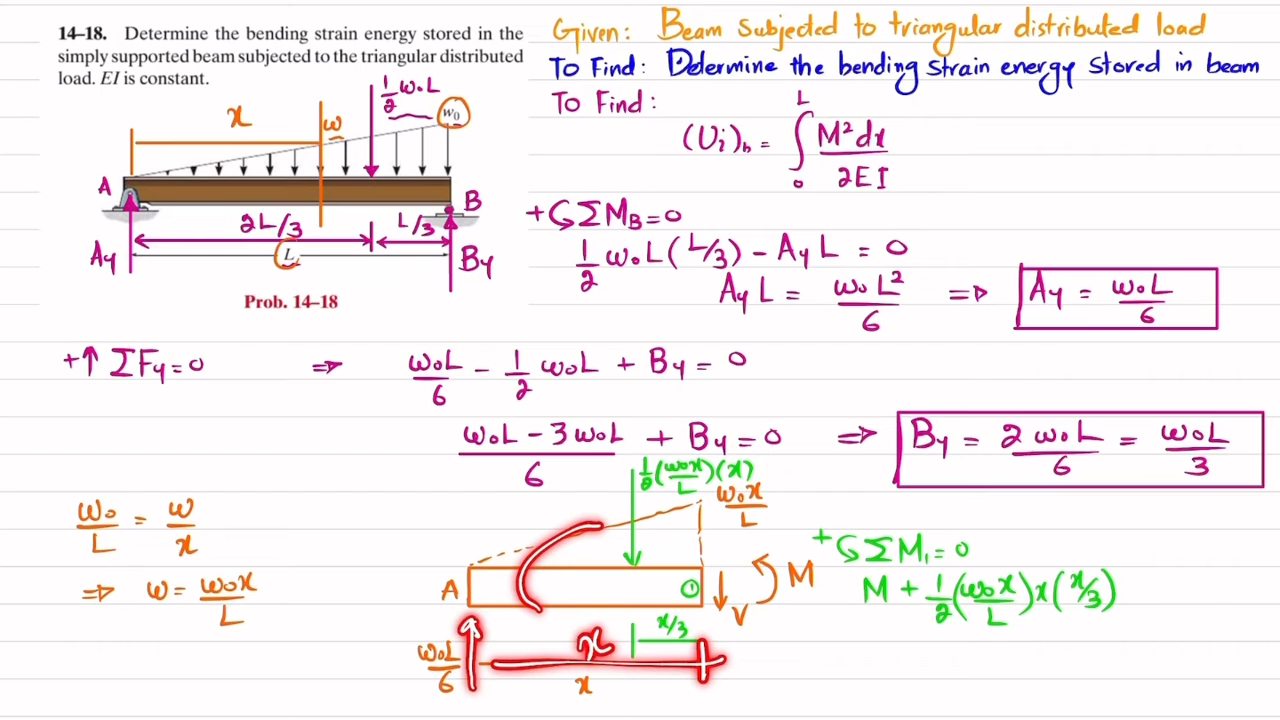 14–18. Determine the bending strain energy stored in the
simply supported beam subjected to the triangular distributed
load. EI is constant.
Given: Beam subjected to triangular distributed load
To Find: Determine the bending strain energy stored in beam
To Find:
(Ui)b = ∫₀ᴸ M²dx / 2EI
x
w
½ w₀L
w₀
A
B
2L/3
L/3
Ay
L
By
Prob. 14–18
+↺ ΣM_B = 0
½ w₀L (L/3) − Ay L = 0
Ay L = w₀L²/6 ⇒ Ay = w₀L/6
+↑ ΣFy = 0 ⇒ w₀L/6 − ½ w₀L + By = 0
(w₀L − 3w₀L)/6 + By = 0 ⇒ By = 2w₀L/6 = w₀L/3
w₀/L = w/x
⇒ w = w₀x/L
½(w₀x/L)(x)
w₀x/L
A
①
V
M
x/3
w₀L/6
x
x
+↺ ΣM₁ = 0
M + ½(w₀x/L)x(x/3)